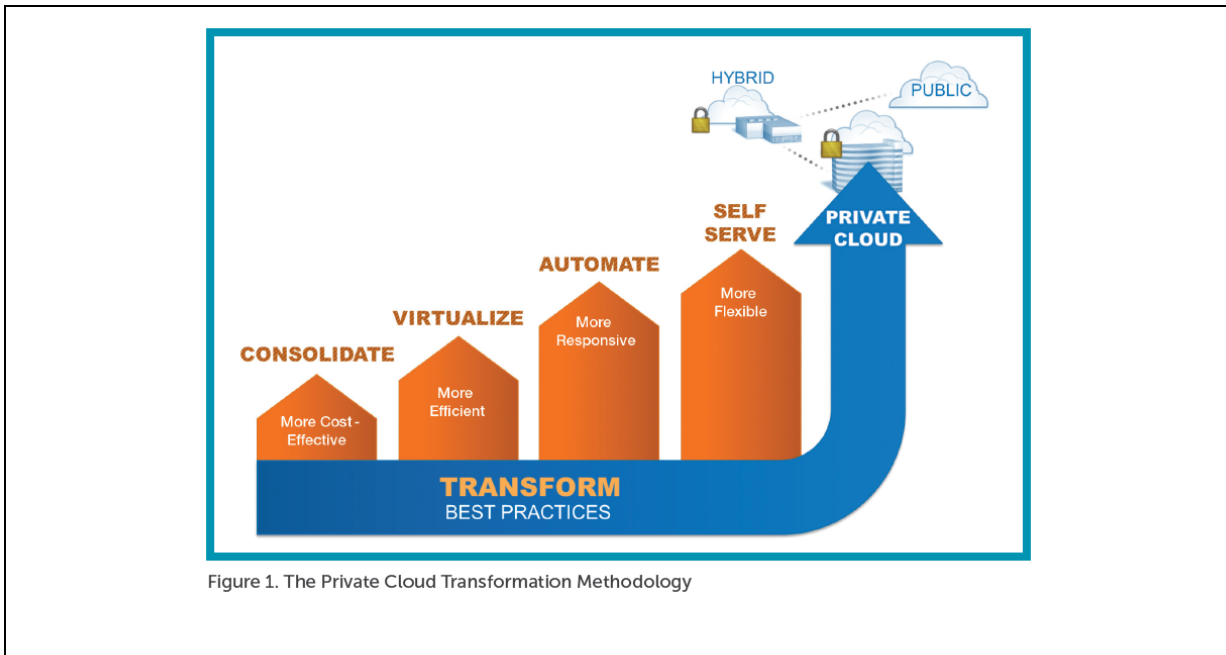 HYBRID
PUBLIC
PRIVATE
CLOUD
SELF
SERVE
More
Flexible
AUTOMATE
More
Responsive
VIRTUALIZE
More
Efficient
CONSOLIDATE
More Cost-
Effective
TRANSFORM
BEST PRACTICES
Figure 1. The Private Cloud Transformation Methodology